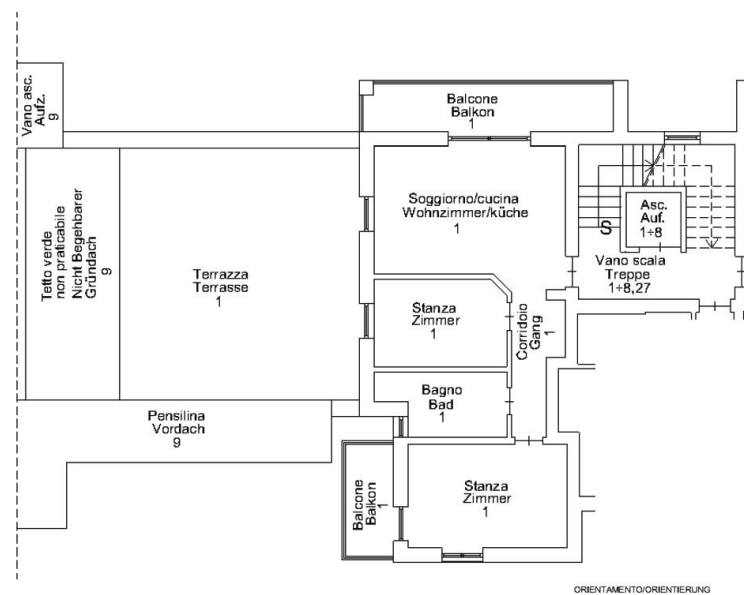 Vano asc.
Aufz.
9
Balcone
Balkon
1
Soggiorno/cucina
Wohnzimmer/küche
1
Asc.
Auf.
1÷8
S
Vano scala
Treppe
1÷8,27
Tetto verde
non praticabile
Nicht Begehbarer
Gründach
9
Terrazza
Terrasse
1
Stanza
Zimmer
1
Corridoio
Gang
1
Bagno
Bad
1
Pensilina
Vordach
9
Balcone
Balkon
1
Stanza
Zimmer
1
ORIENTAMENTO/ORIENTIERUNG